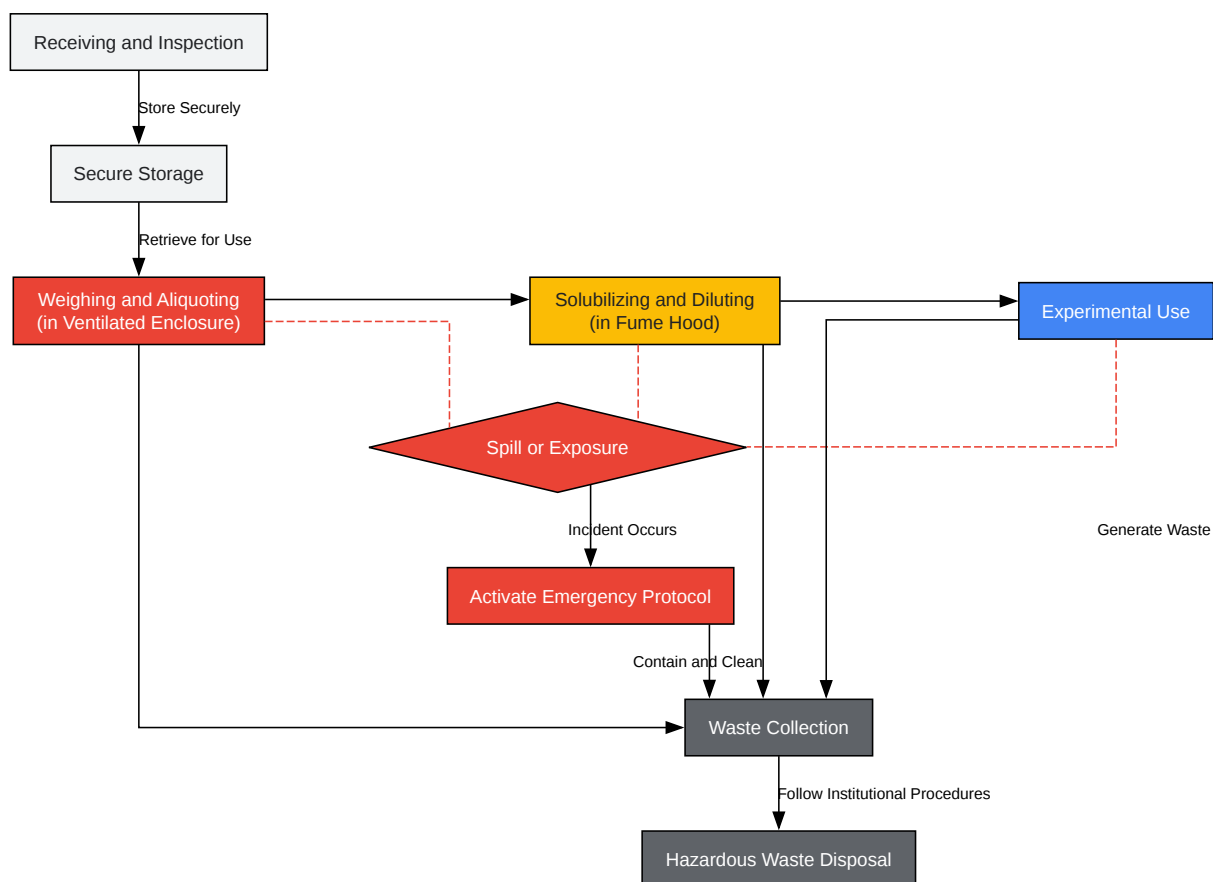 Receiving and Inspection
Store Securely
Secure Storage
Retrieve for Use
Weighing and Aliquoting
(in Ventilated Enclosure)
Solubilizing and Diluting
(in Fume Hood)
Experimental Use
Spill or Exposure
Incident Occurs
Generate Waste
Activate Emergency Protocol
Contain and Clean
Waste Collection
Follow Institutional Procedures
Hazardous Waste Disposal